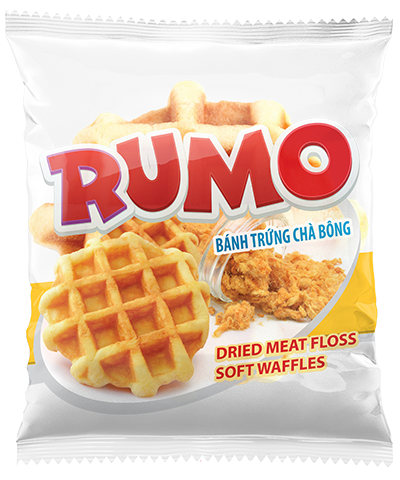 RUMO
BÁNH TRỨNG CHÀ BÔNG
DRIED MEAT FLOSS
SOFT WAFFLES